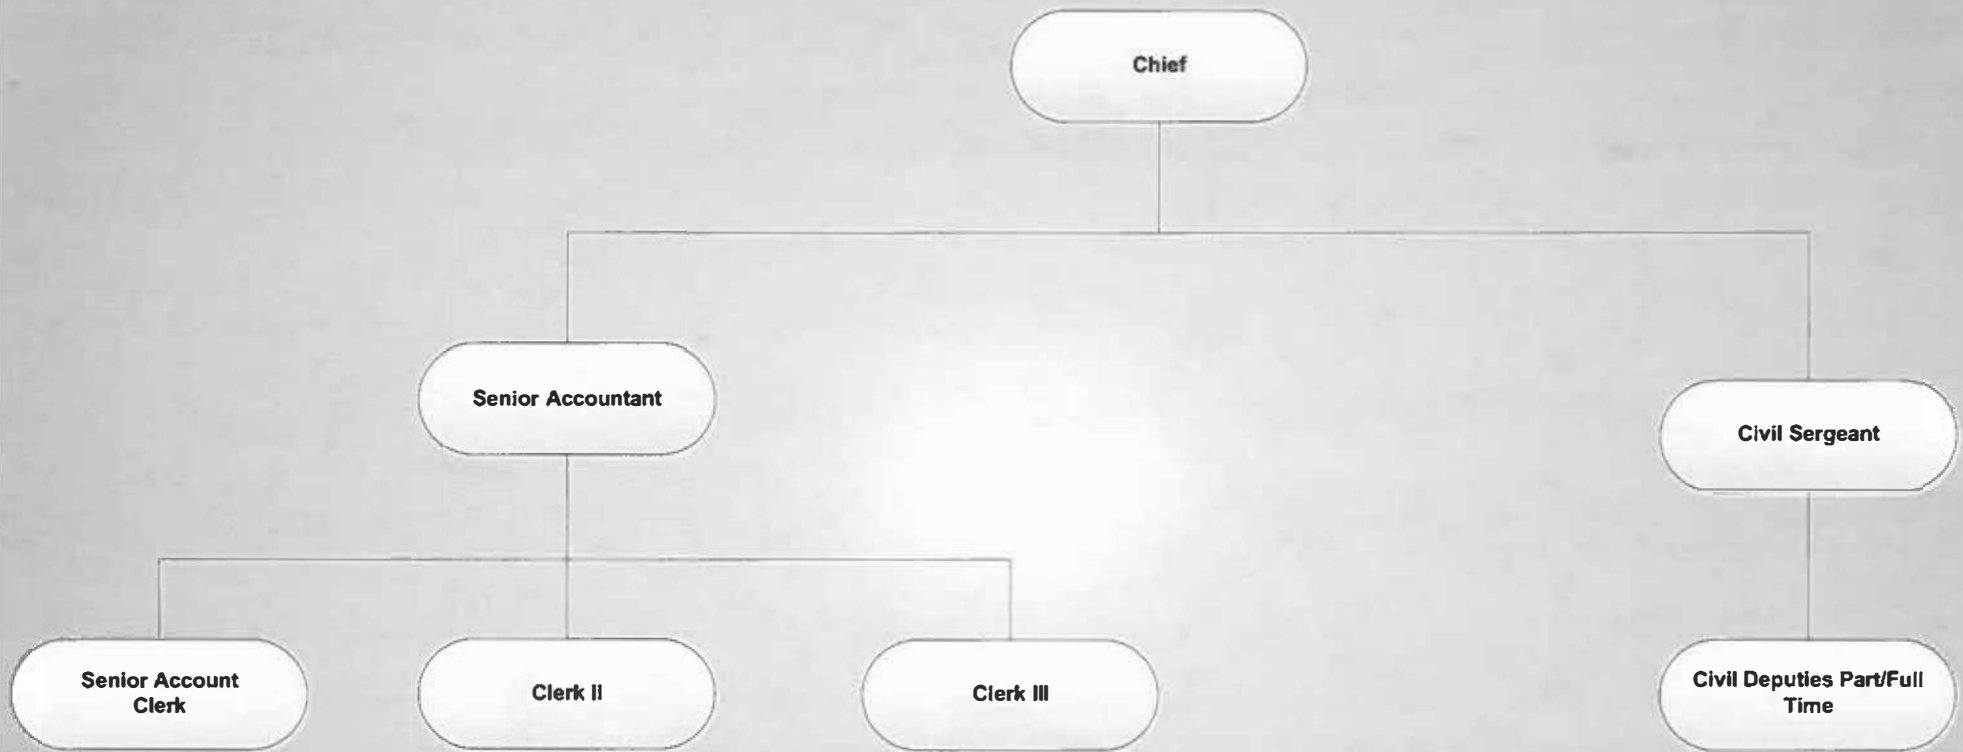 Chief
Senior Accountant
Civil Sergeant
Senior Account
Clerk
Clerk II
Clerk III
Civil Deputies Part/Full
Time